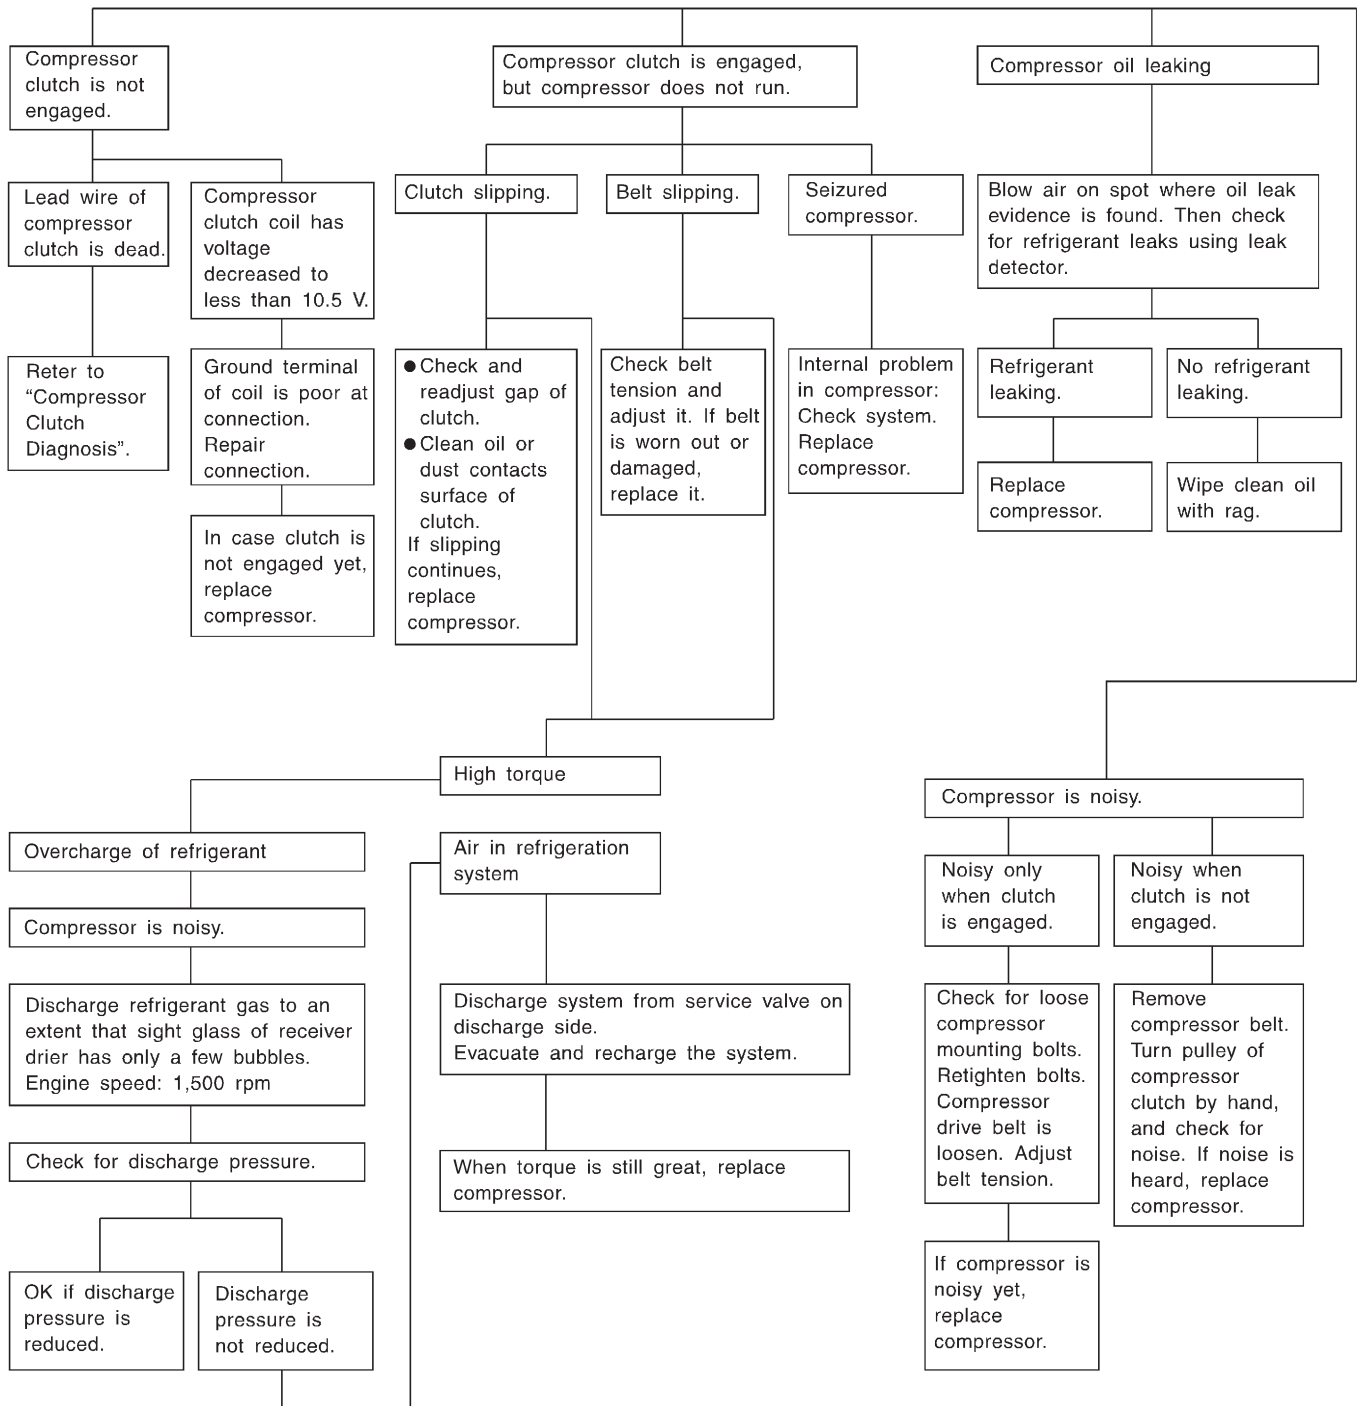 Compressor
clutch is not
engaged.
Compressor clutch is engaged,
but compressor does not run.
Compressor oil leaking
Lead wire of
compressor
clutch is dead.
Compressor
clutch coil has
voltage
decreased to
less than 10.5 V.
Clutch slipping.
Belt slipping.
Seizured
compressor.
Blow air on spot where oil leak
evidence is found. Then check
for refrigerant leaks using leak
detector.
Reter to
“Compressor
Clutch
Diagnosis”.
Ground terminal
of coil is poor at
connection.
Repair
connection.
● Check and
readjust gap of
clutch.
● Clean oil or
dust contacts
surface of
clutch.
If slipping
continues,
replace
compressor.
Check belt
tension and
adjust it. If belt
is worn out or
damaged,
replace it.
Internal problem
in compressor:
Check system.
Replace
compressor.
Refrigerant
leaking.
No refrigerant
leaking.
Replace
compressor.
Wipe clean oil
with rag.
In case clutch is
not engaged yet,
replace
compressor.
High torque
Compressor is noisy.
Overcharge of refrigerant
Air in refrigeration
system
Noisy only
when clutch
is engaged.
Noisy when
clutch is not
engaged.
Compressor is noisy.
Discharge refrigerant gas to an
extent that sight glass of receiver
drier has only a few bubbles.
Engine speed: 1,500 rpm
Discharge system from service valve on
discharge side.
Evacuate and recharge the system.
Check for loose
compressor
mounting bolts.
Retighten bolts.
Compressor
drive belt is
loosen. Adjust
belt tension.
Remove
compressor belt.
Turn pulley of
compressor
clutch by hand,
and check for
noise. If noise is
heard, replace
compressor.
Check for discharge pressure.
When torque is still great, replace
compressor.
OK if discharge
pressure is
reduced.
Discharge
pressure is
not reduced.
If compressor is
noisy yet,
replace
compressor.